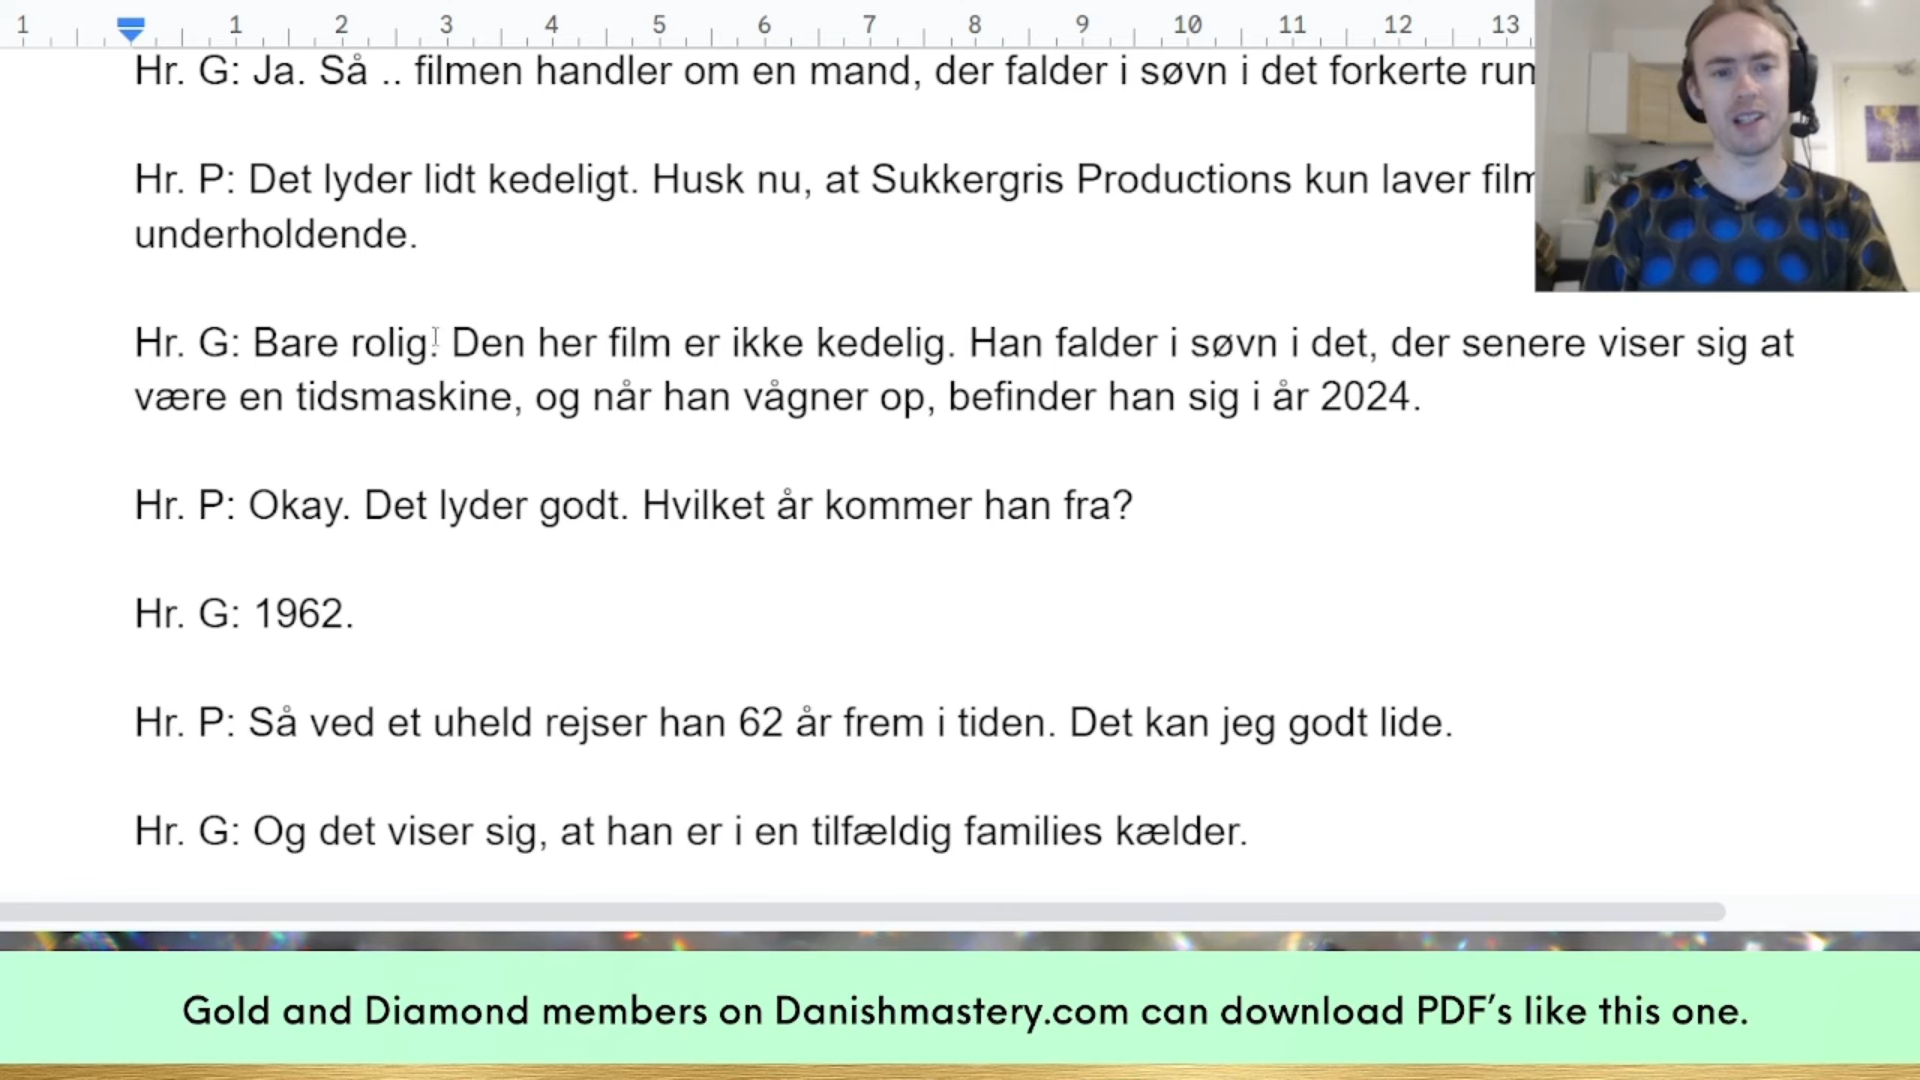 1 1 2 3 4 5 6 7 8 9 10 11 12 13
Hr. G: Ja. Så .. filmen handler om en mand, der falder i søvn i det forkerte
Hr. P: Det lyder lidt kedeligt. Husk nu, at Sukkergris Productions kun laver
underholdende.
Hr. G: Bare rolig! Den her film er ikke kedelig. Han falder i søvn i det, der senere viser sig at
være en tidsmaskine, og når han vågner op, befinder han sig i år 2024.
Hr. P: Okay. Det lyder godt. Hvilket år kommer han fra?
Hr. G: 1962.
Hr. P: Så ved et uheld rejser han 62 år frem i tiden. Det kan jeg godt lide.
Hr. G: Og det viser sig, at han er i en tilfældig families kælder.
Gold and Diamond members on Danishmastery.com can download PDF’s like this one.